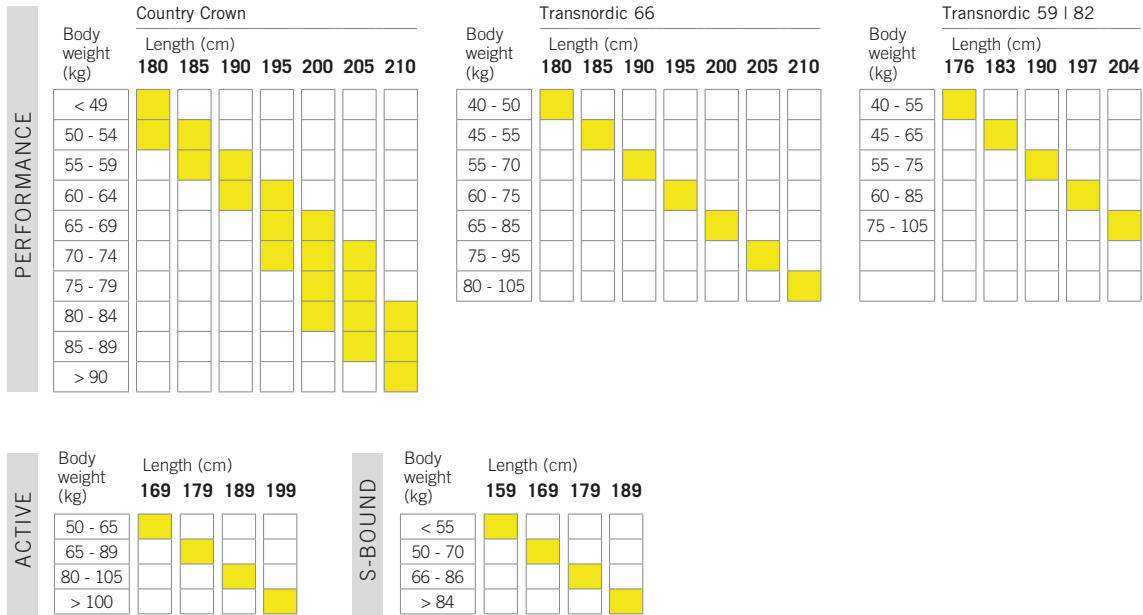 PERFORMANCE
Country Crown
Body weight (kg)
Length (cm)
180 185 190 195 200 205 210
< 49
50 - 54
55 - 59
60 - 64
65 - 69
70 - 74
75 - 79
80 - 84
85 - 89
> 90
Transnordic 66
Body weight (kg)
Length (cm)
180 185 190 195 200 205 210
40 - 50
45 - 55
55 - 70
60 - 75
65 - 85
75 - 95
80 - 105
Transnordic 59 | 82
Body weight (kg)
Length (cm)
176 183 190 197 204
40 - 55
45 - 65
55 - 75
60 - 85
75 - 105
ACTIVE
Body weight (kg)
Length (cm)
169 179 189 199
50 - 65
65 - 89
80 - 105
> 100
S-BOUND
Body weight (kg)
Length (cm)
159 169 179 189
< 55
50 - 70
66 - 86
> 84